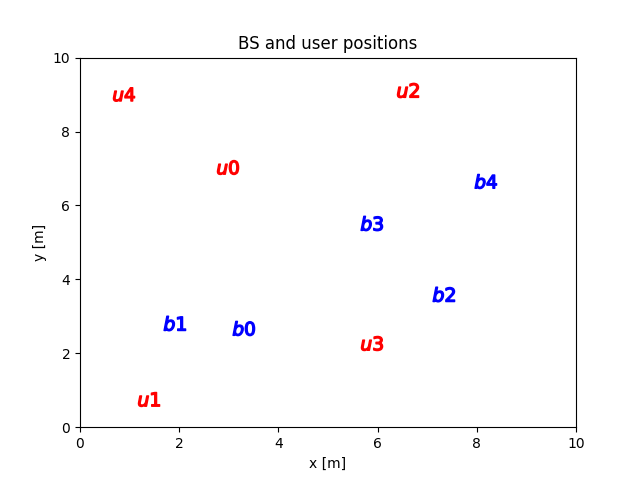 BS and user positions
10
u4
u2
8
u0
b4
6
b3
y [m]
4
b2
b1
b0
2
u3
u1
0
0 2 4 6 8 10
x [m]